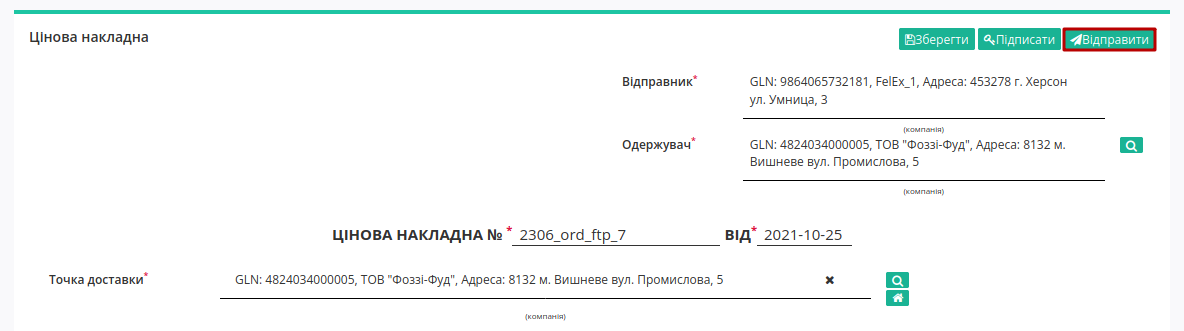 Цінова накладна
Зберегти Підписати Відправити
Відправник* GLN: 9864065732181, FelEx_1, Адреса: 453278 г. Херсон
ул. Умница, 3
(компанія)
Одержувач* GLN: 4824034000005, ТОВ "Фоззі-Фуд", Адреса: 8132 м.
Вишневе вул. Промислова, 5
(компанія)
ЦІНОВА НАКЛАДНА № * 2306_ord_ftp_7 ВІД* 2021-10-25
Точка доставки* GLN: 4824034000005, ТОВ "Фоззі-Фуд", Адреса: 8132 м. Вишневе вул. Промислова, 5
(компанія)